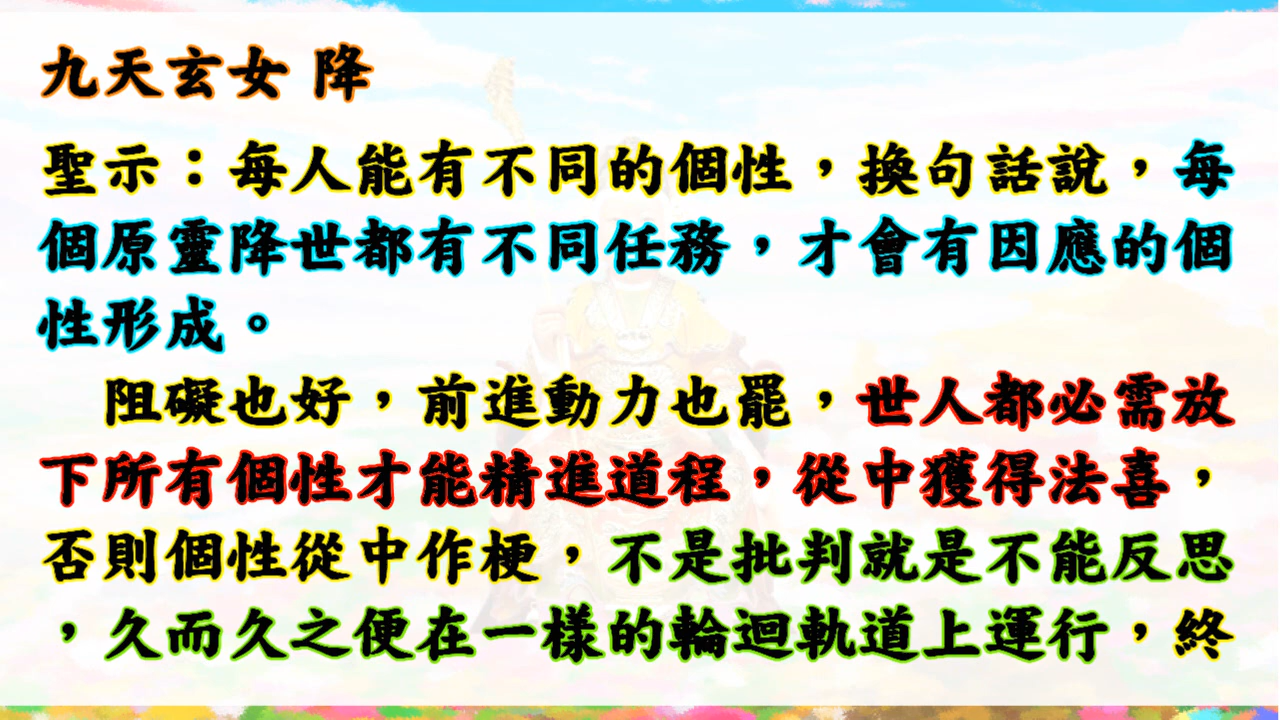 九天玄女 降
聖示：每人能有不同的個性，換句話說，每
個原靈降世都有不同任務，才會有因應的個
性形成。
　阻礙也好，前進動力也罷，世人都必需放
下所有個性才能精進道程，從中獲得法喜，
否則個性從中作梗，不是批判就是不能反思
，久而久之便在一樣的輪迴軌道上運行，終